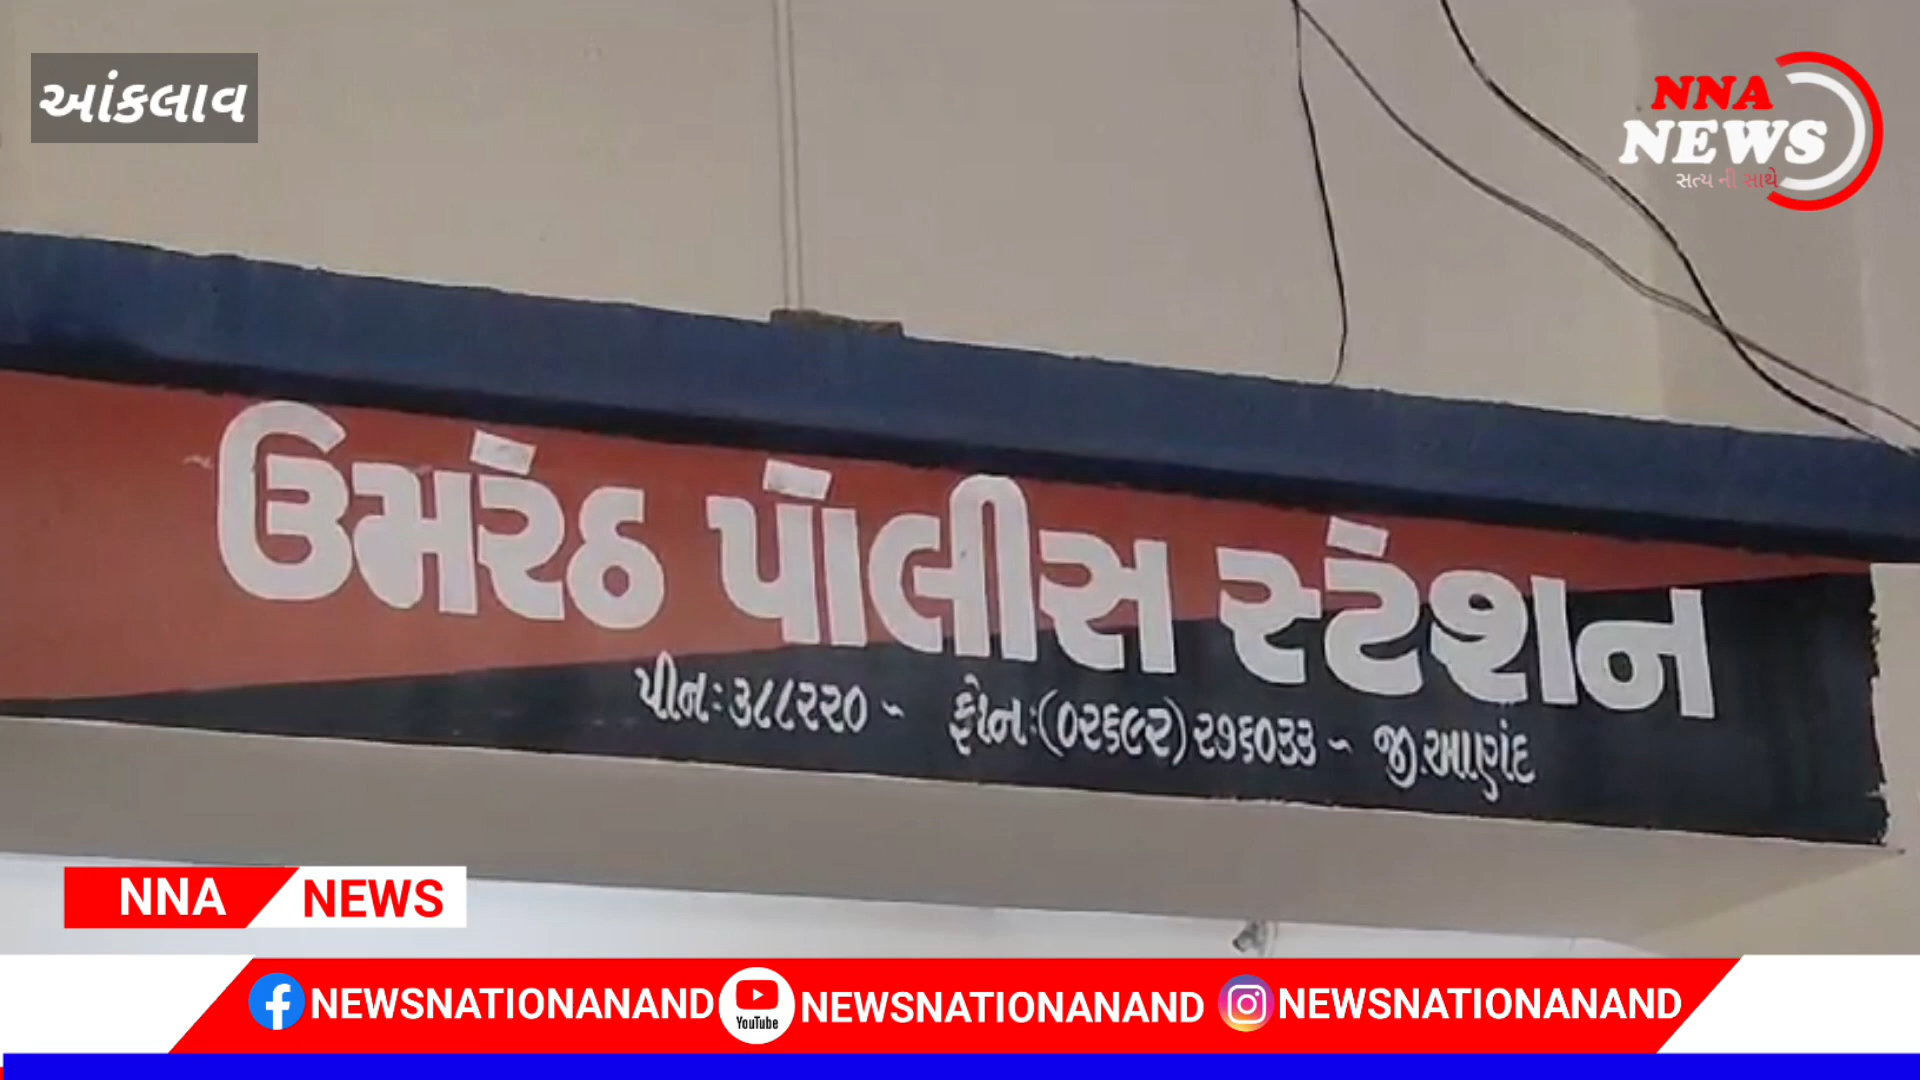 આંકલાવ
NNA
NEWS
સત્ય ની સાથે
ઉમરેઠ પોલીસ સ્ટેશન
પીન:૩૮૮૨૨૦ - ફોન:(૦૨૬૯૨)૨૭૬૦૩૩ - જી.આણંદ
NNA NEWS
NEWSNATIONANAND YouTube NEWSNATIONANAND NEWSNATIONANAND